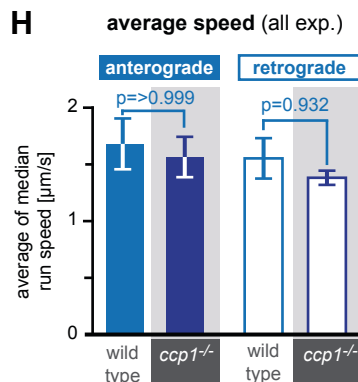 H average speed (all exp.)
anterograde retrograde
p=>0.999 p=0.932
average of median
run speed [µm/s]
2
1
0
wild
type
ccp1-/-
wild
type
ccp1-/-